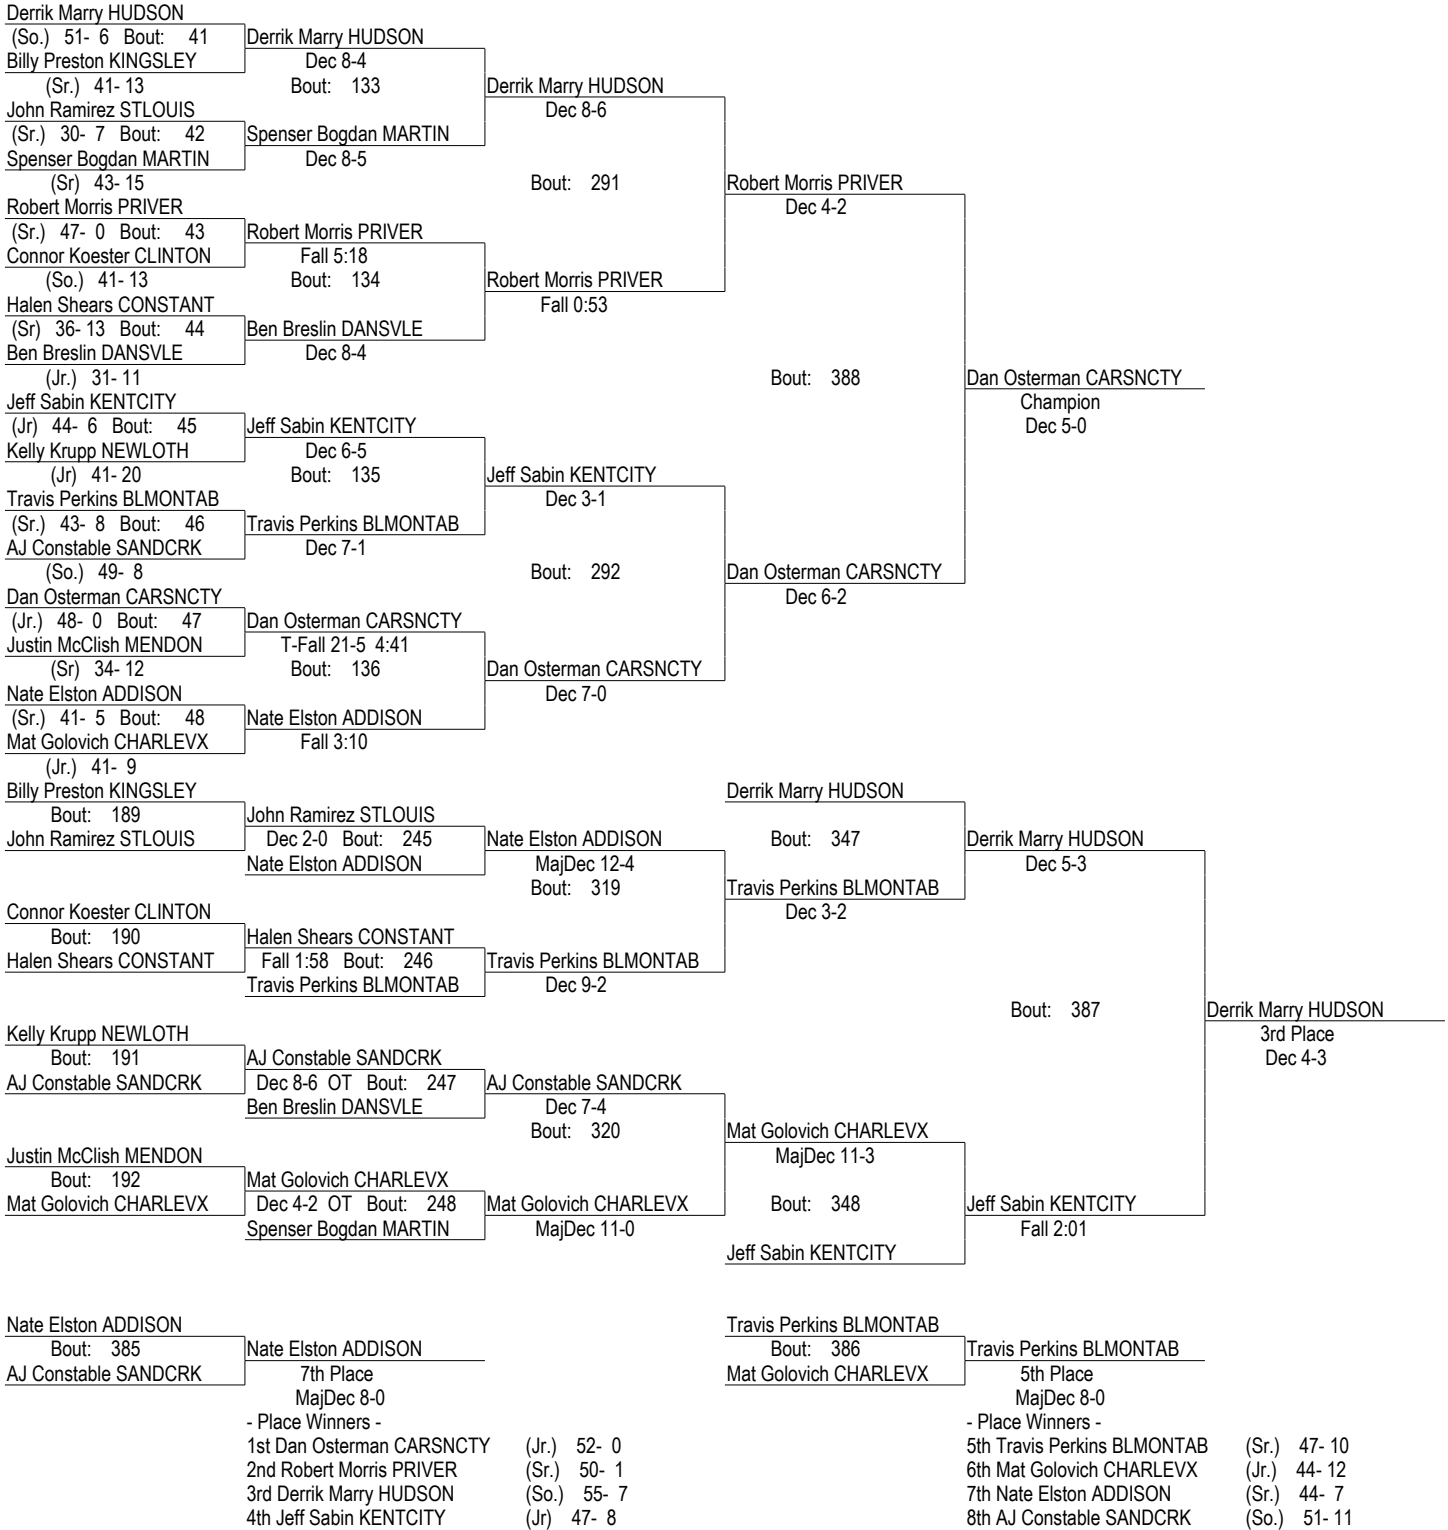 Derrik Marry HUDSON
(So.) 51- 6 Bout: 41 Derrik Marry HUDSON
Billy Preston KINGSLEY Dec 8-4
(Sr.) 41- 13 Bout: 133 Derrik Marry HUDSON
John Ramirez STLOUIS Dec 8-6
(Sr.) 30- 7 Bout: 42 Spenser Bogdan MARTIN
Spenser Bogdan MARTIN Dec 8-5
(Sr) 43- 15 Bout: 291 Robert Morris PRIVER
Robert Morris PRIVER Dec 4-2
(Sr.) 47- 0 Bout: 43 Robert Morris PRIVER
Connor Koester CLINTON Fall 5:18
(So.) 41- 13 Bout: 134 Robert Morris PRIVER
Halen Shears CONSTANT Fall 0:53
(Sr) 36- 13 Bout: 44 Ben Breslin DANSVLE
Ben Breslin DANSVLE Dec 8-4
(Jr.) 31- 11 Bout: 388 Dan Osterman CARSNCTY
Jeff Sabin KENTCITY Champion
(Jr) 44- 6 Bout: 45 Jeff Sabin KENTCITY Dec 5-0
Kelly Krupp NEWLOTH Dec 6-5
(Jr) 41- 20 Bout: 135 Jeff Sabin KENTCITY
Travis Perkins BLMONTAB Dec 3-1
(Sr.) 43- 8 Bout: 46 Travis Perkins BLMONTAB
AJ Constable SANDCRK Dec 7-1
(So.) 49- 8 Bout: 292 Dan Osterman CARSNCTY
Dan Osterman CARSNCTY Dec 6-2
(Jr.) 48- 0 Bout: 47 Dan Osterman CARSNCTY
Justin McClish MENDON T-Fall 21-5 4:41
(Sr) 34- 12 Bout: 136 Dan Osterman CARSNCTY
Nate Elston ADDISON Dec 7-0
(Sr.) 41- 5 Bout: 48 Nate Elston ADDISON
Mat Golovich CHARLEVX Fall 3:10
(Jr.) 41- 9
Billy Preston KINGSLEY Derrik Marry HUDSON
Bout: 189 John Ramirez STLOUIS
John Ramirez STLOUIS Dec 2-0 Bout: 245 Nate Elston ADDISON Bout: 347 Derrik Marry HUDSON
Nate Elston ADDISON MajDec 12-4 Dec 5-3
Bout: 319 Travis Perkins BLMONTAB
Connor Koester CLINTON Dec 3-2
Bout: 190 Halen Shears CONSTANT
Halen Shears CONSTANT Fall 1:58 Bout: 246 Travis Perkins BLMONTAB
Travis Perkins BLMONTAB Dec 9-2
Bout: 387 Derrik Marry HUDSON
Kelly Krupp NEWLOTH 3rd Place
Bout: 191 AJ Constable SANDCRK Dec 4-3
AJ Constable SANDCRK Dec 8-6 OT Bout: 247 AJ Constable SANDCRK
Ben Breslin DANSVLE Dec 7-4
Bout: 320 Mat Golovich CHARLEVX
Justin McClish MENDON MajDec 11-3
Bout: 192 Mat Golovich CHARLEVX
Mat Golovich CHARLEVX Dec 4-2 OT Bout: 248 Mat Golovich CHARLEVX Bout: 348 Jeff Sabin KENTCITY
Spenser Bogdan MARTIN MajDec 11-0 Fall 2:01
Jeff Sabin KENTCITY
Nate Elston ADDISON Travis Perkins BLMONTAB
Bout: 385 Nate Elston ADDISON Bout: 386 Travis Perkins BLMONTAB
AJ Constable SANDCRK 7th Place Mat Golovich CHARLEVX 5th Place
MajDec 8-0 MajDec 8-0
- Place Winners - - Place Winners -
1st Dan Osterman CARSNCTY (Jr.) 52- 0 5th Travis Perkins BLMONTAB (Sr.) 47- 10
2nd Robert Morris PRIVER (Sr.) 50- 1 6th Mat Golovich CHARLEVX (Jr.) 44- 12
3rd Derrik Marry HUDSON (So.) 55- 7 7th Nate Elston ADDISON (Sr.) 44- 7
4th Jeff Sabin KENTCITY (Jr) 47- 8 8th AJ Constable SANDCRK (So.) 51- 11